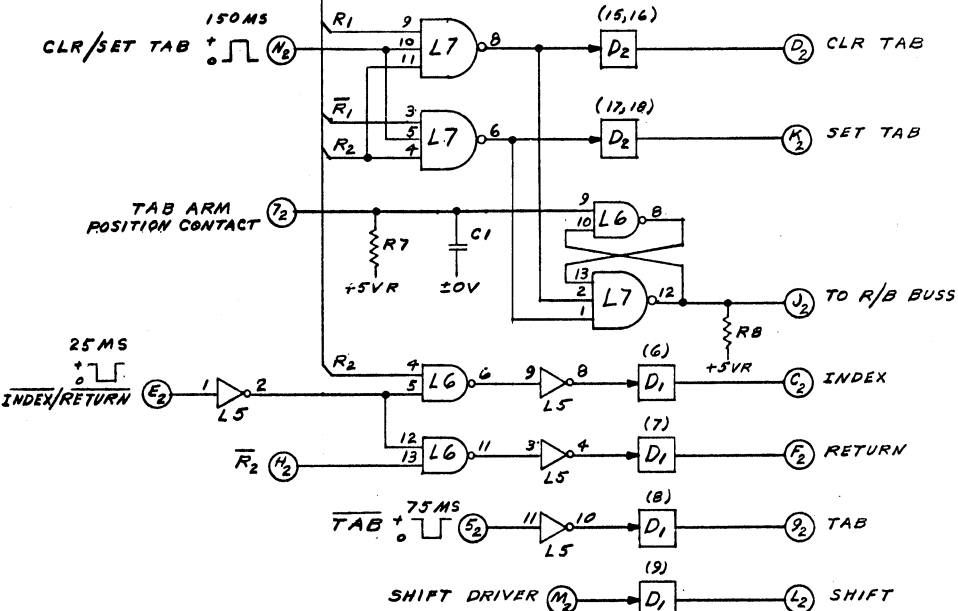 150MS
CLR/SET TAB + 0 N2
R1 9 10 11 L7 8
(15,16)
D2 D2 CLR TAB
R̅1̅ 3
R2 5 4 L7 6
(17,18)
D2 K2 SET TAB
TAB ARM
POSITION CONTACT 72
R7 +5VR
C1 ±0V
9 10 L6 8
13 2 1 L7 12
J2 TO R/B BUSS
R8 +5VR
25MS
+ 0
I̅N̅D̅E̅X̅/R̅E̅T̅U̅R̅N̅ E2 1 2 L5
R2 4 5 L6 6 9 8 L5
(6)
D1 C2 INDEX
R̅2̅ H2 12 13 L6 11 3 4 L5
(7)
D1 F2 RETURN
T̅A̅B̅ + 0 75MS 52 11 10 L5
(8)
D1 92 TAB
SHIFT DRIVER M2
(9)
D1 L2 SHIFT